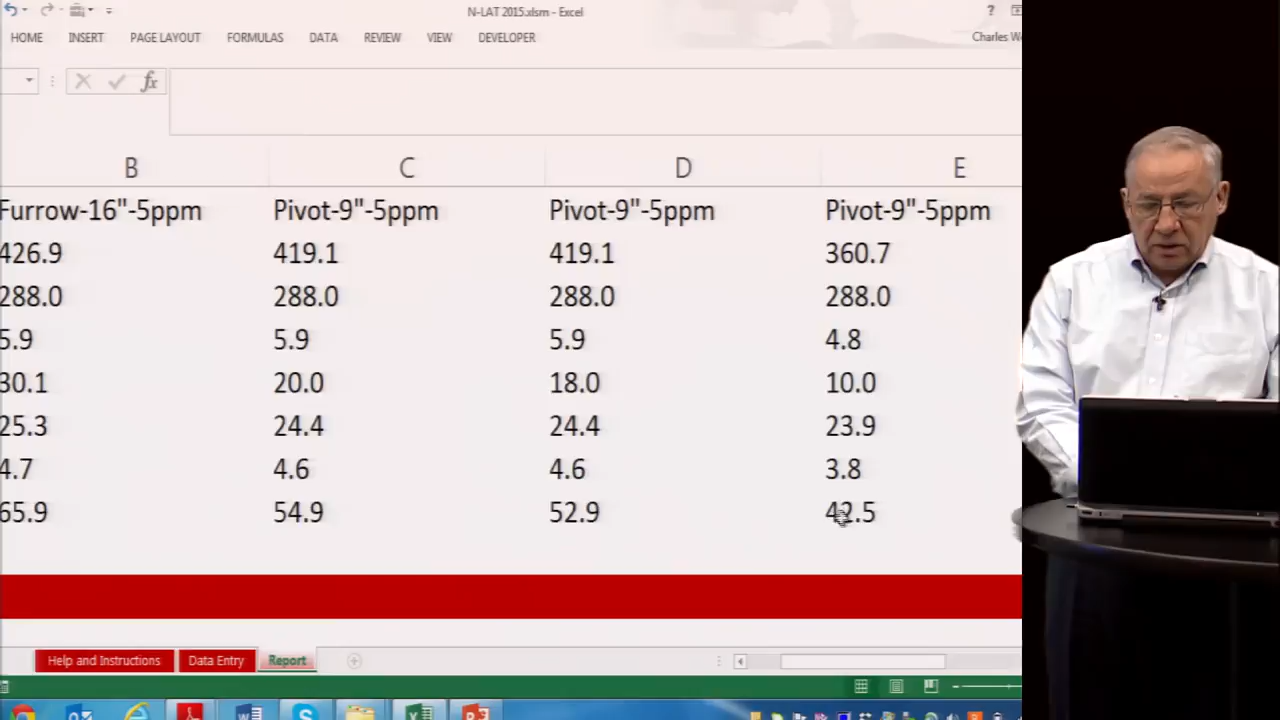 N-LAT 2015.xlsm - Excel
?
HOME INSERT PAGE LAYOUT FORMULAS DATA REVIEW VIEW DEVELOPER
Charles
fx
B C D E
Furrow-16"-5ppm Pivot-9"-5ppm Pivot-9"-5ppm Pivot-9"-5ppm
426.9 419.1 419.1 360.7
288.0 288.0 288.0 288.0
5.9 5.9 5.9 4.8
30.1 20.0 18.0 10.0
25.3 24.4 24.4 23.9
4.7 4.6 4.6 3.8
65.9 54.9 52.9 42.5
Help and Instructions Data Entry Report